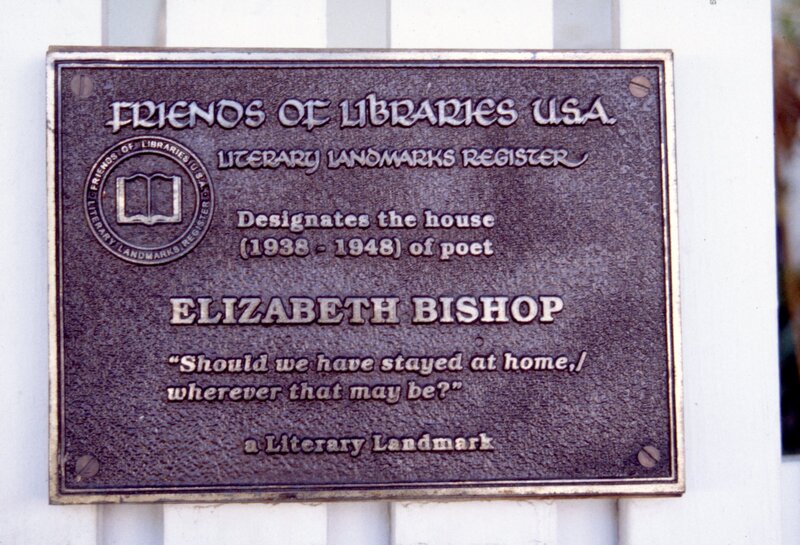 FRIENDS OF LIBRARIES U.S.A.
LITERARY LANDMARKS REGISTER
FRIENDS OF LIBRARIES U.S.A.
LITERARY LANDMARKS REGISTER
Designates the house
(1938 - 1948) of poet
ELIZABETH BISHOP
"Should we have stayed at home,/
wherever that may be?"
a Literary Landmark